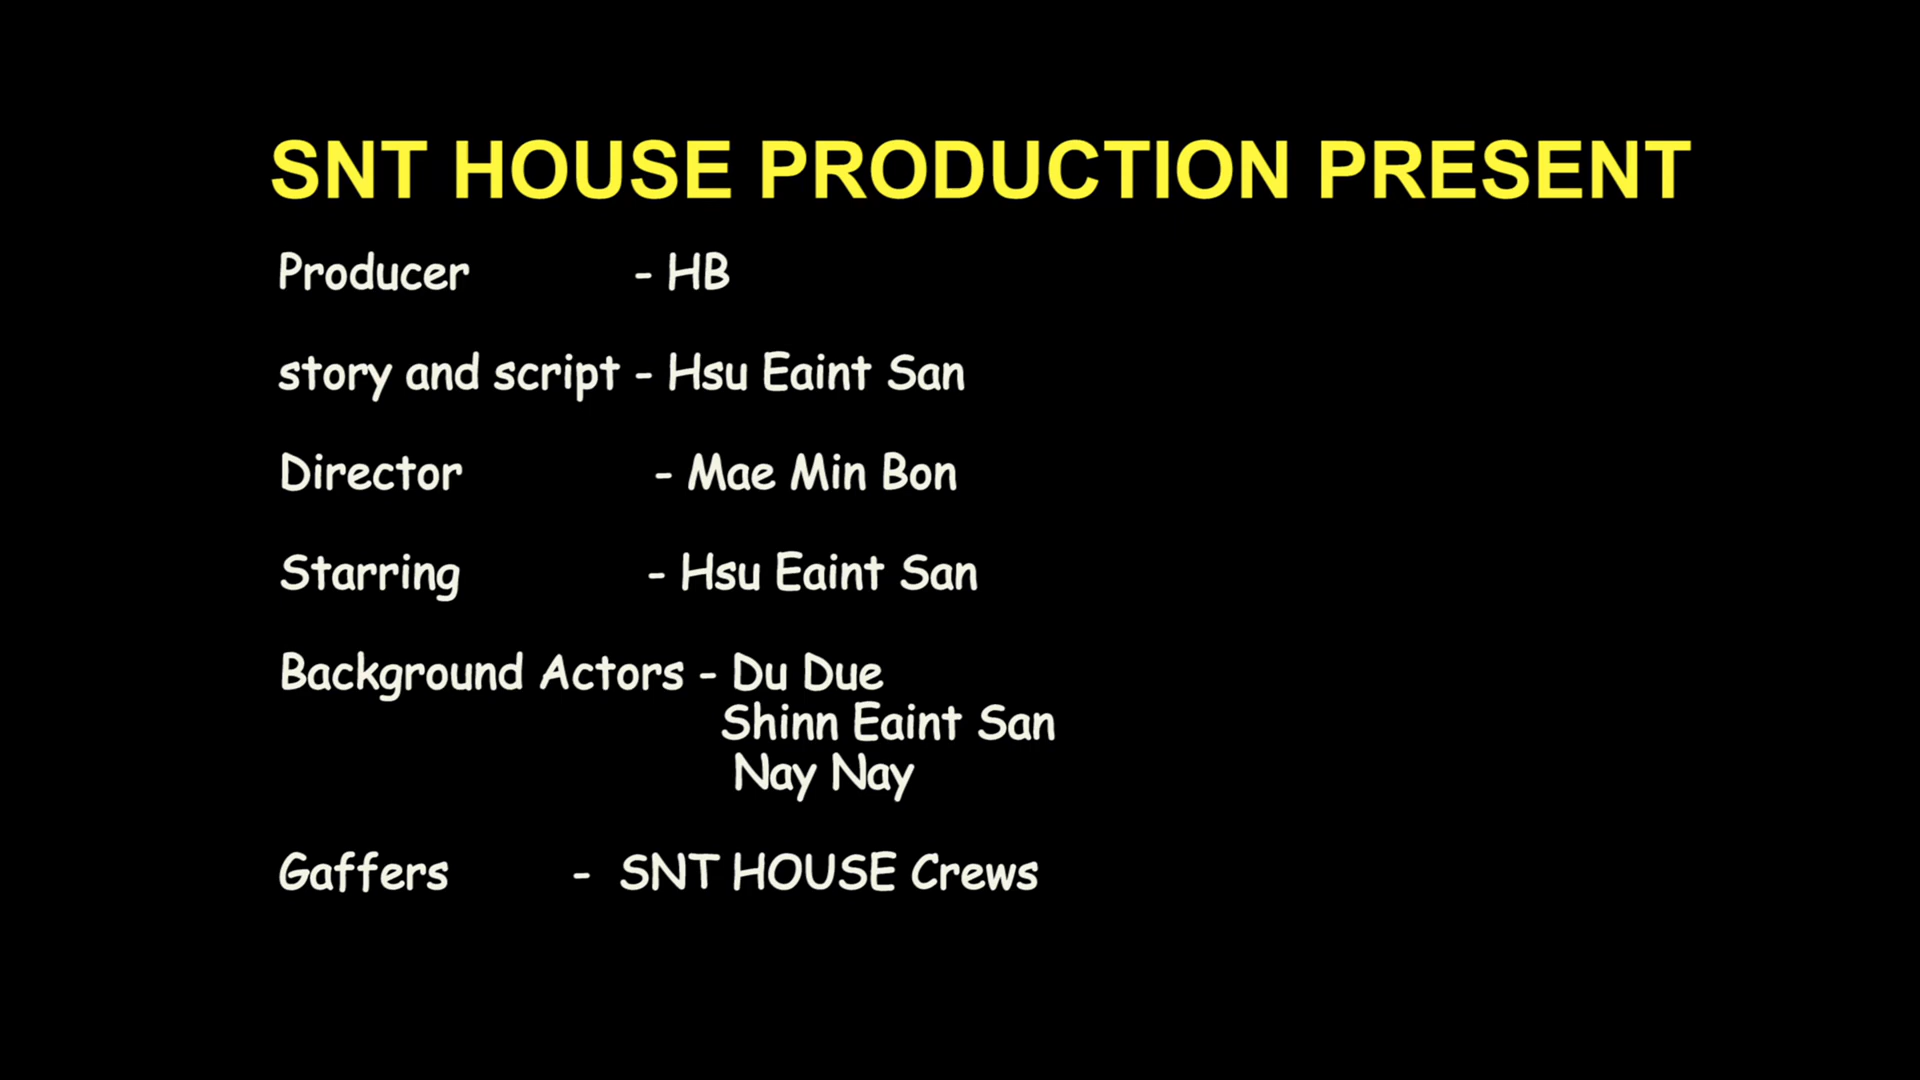 SNT HOUSE PRODUCTION PRESENT
Producer - HB
story and script - Hsu Eaint San
Director - Mae Min Bon
Starring - Hsu Eaint San
Background Actors - Du Due
Shinn Eaint San
Nay Nay
Gaffers - SNT HOUSE Crews